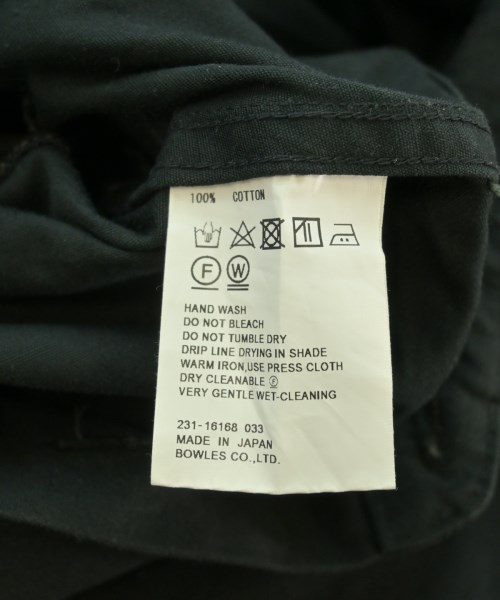 100% COTTON
F W
HAND WASH
DO NOT BLEACH
DO NOT TUMBLE DRY
DRIP LINE DRYING IN SHADE
WARM IRON,USE PRESS CLOTH
DRY CLEANABLE Ⓕ
VERY GENTLE WET-CLEANING
231-16168 033
MADE IN JAPAN
BOWLES CO.,LTD.